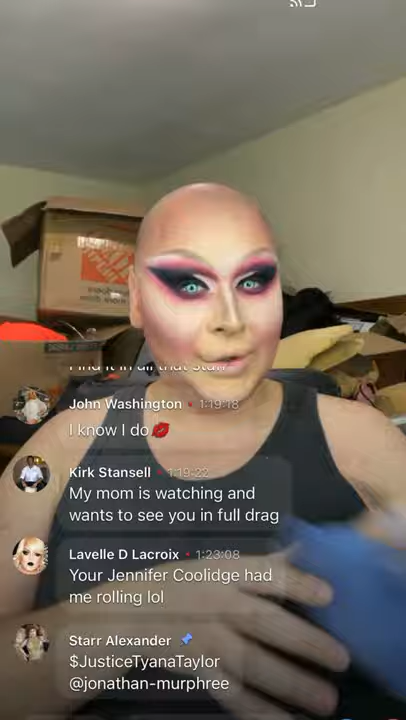 John Washington • 1:19:18
I know I do💋
Kirk Stansell • 1:19:22
My mom is watching and
wants to see you in full drag
Lavelle D Lacroix • 1:23:08
Your Jennifer Coolidge had
me rolling lol
Starr Alexander 📌
$JusticeTyanaTaylor
@jonathan-murphree